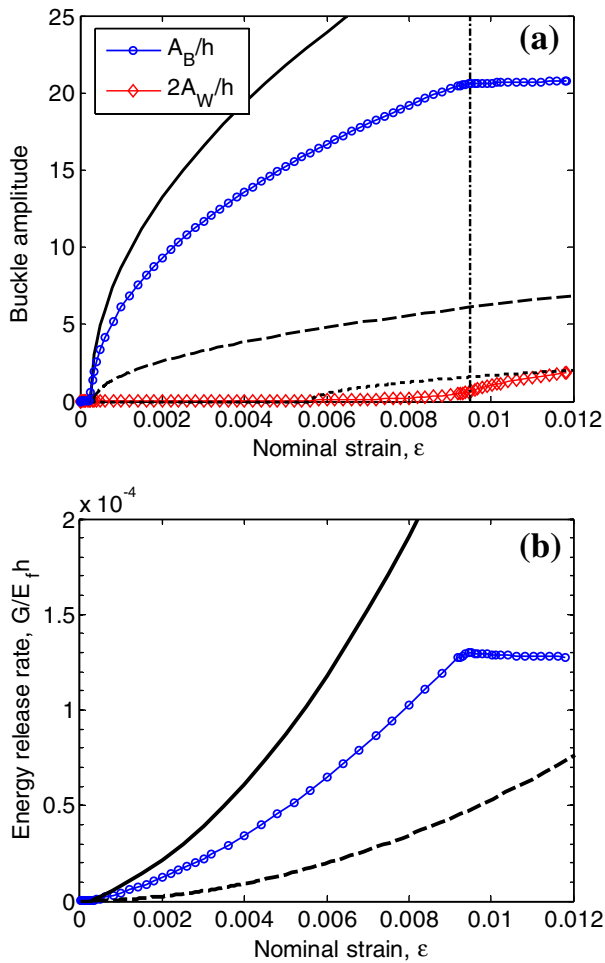 (a)
A_B/h
2A_W/h
Buckle amplitude
25
20
15
10
5
0
0 0.002 0.004 0.006 0.008 0.01 0.012
Nominal strain, ε
x 10^-4
(b)
Energy release rate, G/E_fh
2
1.5
1
0.5
0
0 0.002 0.004 0.006 0.008 0.01 0.012
Nominal strain, ε